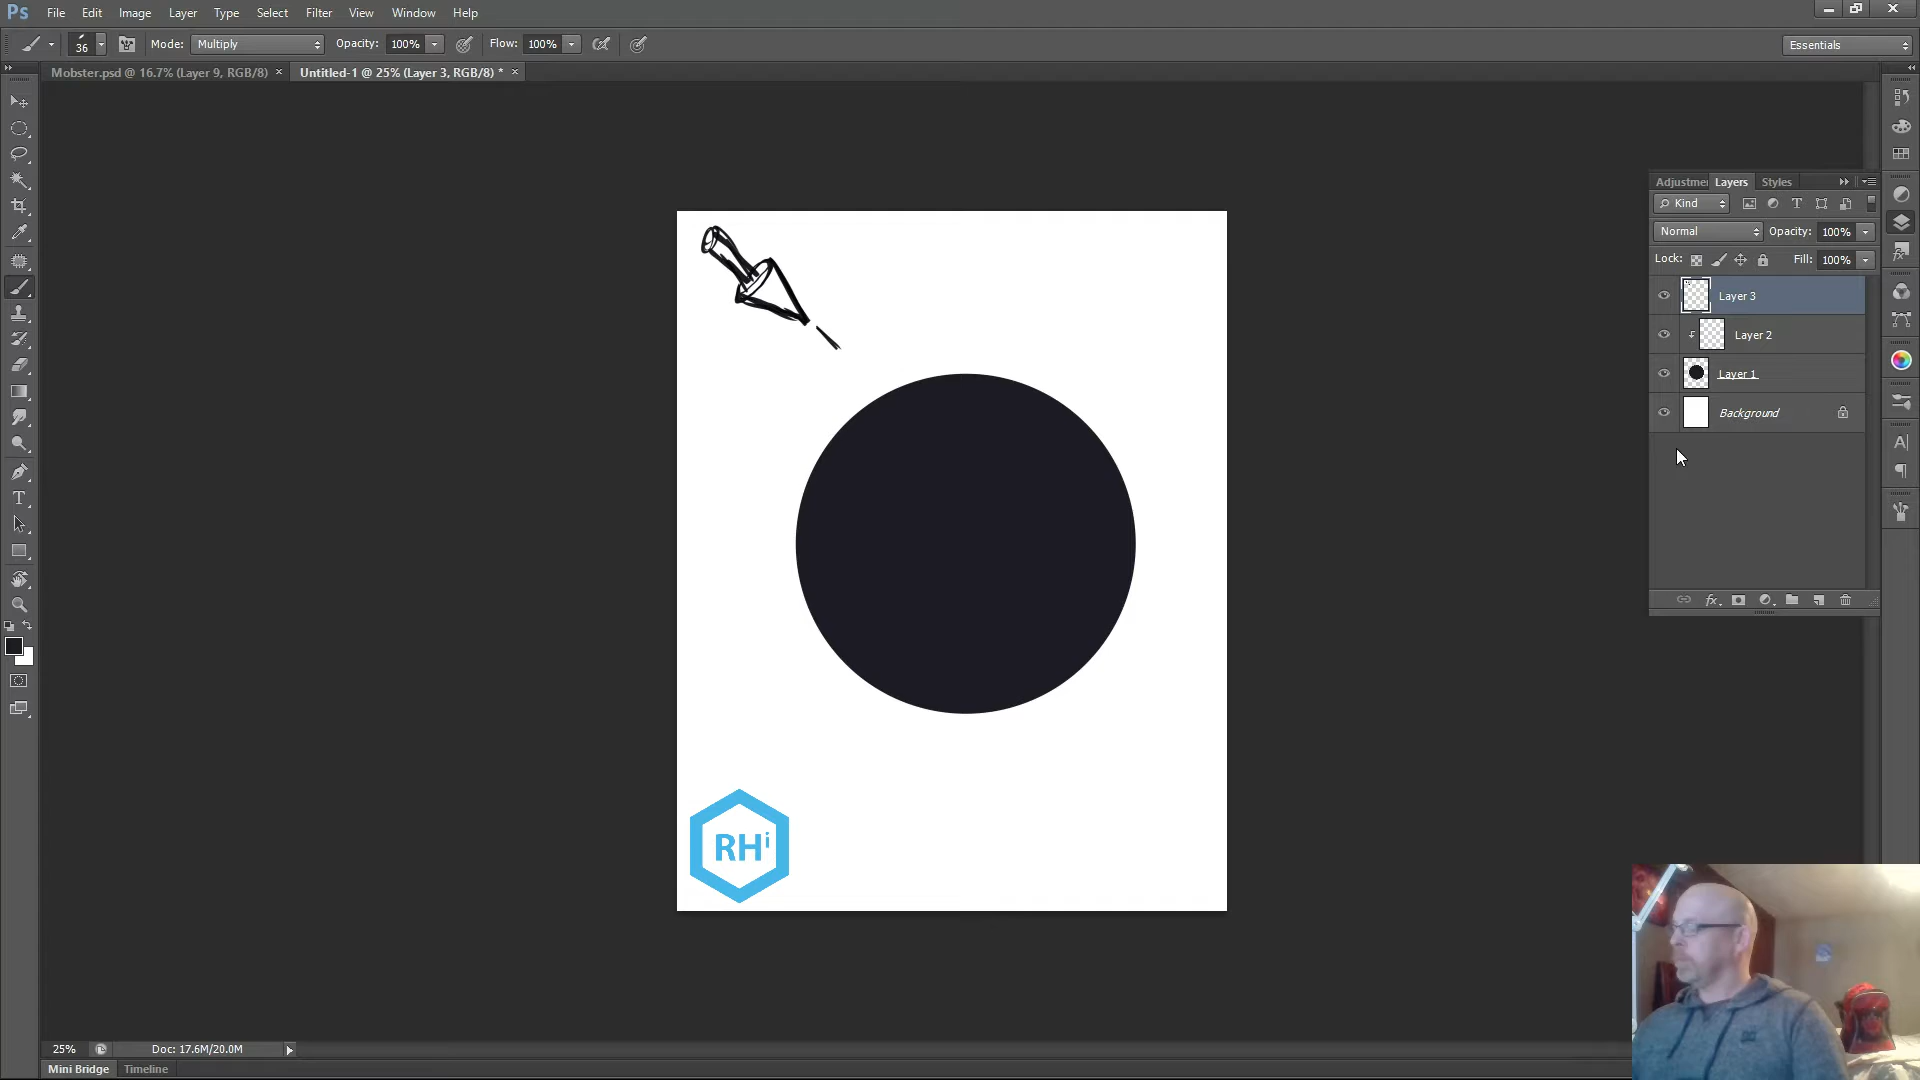 Ps File Edit Image Layer Type Select Filter View Window Help
36 Mode: Multiply Opacity: 100% Flow: 100% Essentials
Mobster.psd @ 16.7% (Layer 9, RGB/8) × Untitled-1 @ 25% (Layer 3, RGB/8) * ×
Adjustmen Layers Styles
Kind
Normal Opacity: 100%
Lock: Fill: 100%
Layer 3
Layer 2
Layer 1
Background
RHi
25% Doc: 17.6M/20.0M
Mini Bridge Timeline